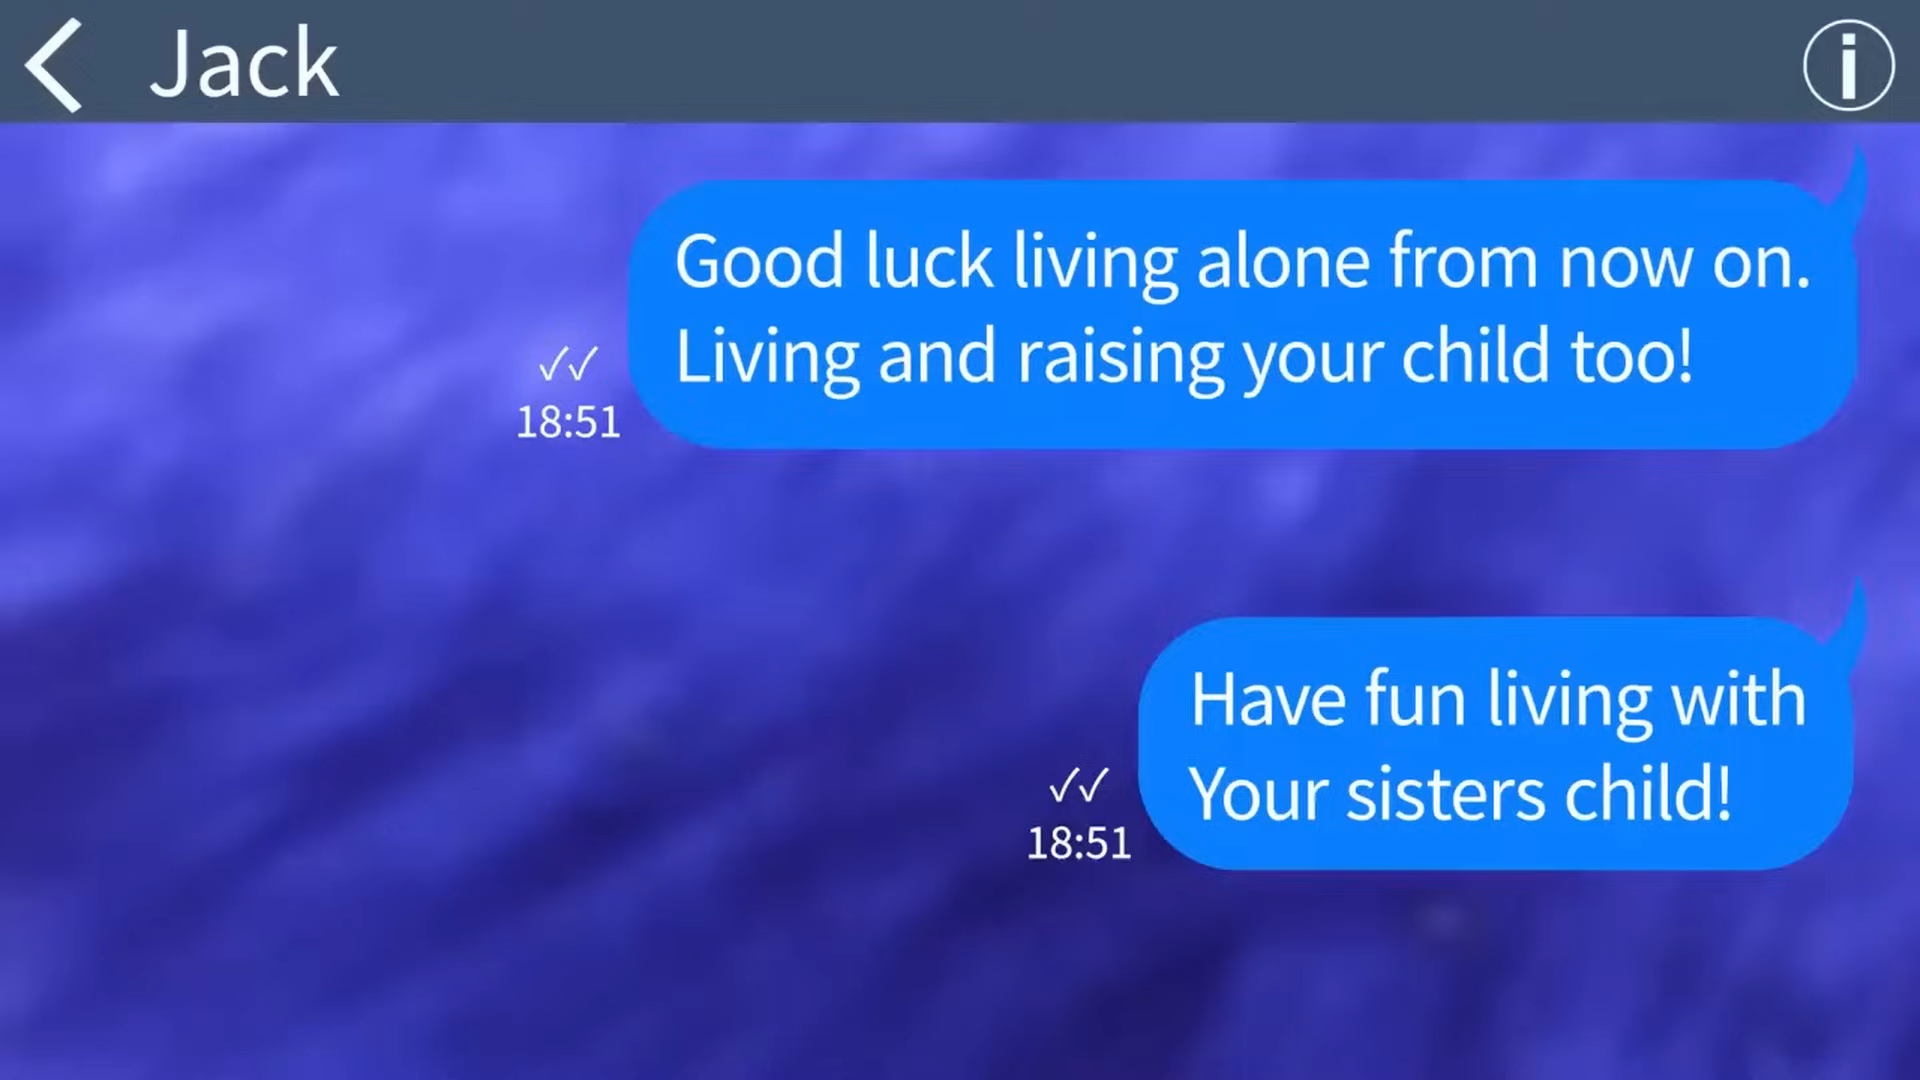 Jack
Good luck living alone from now on.
Living and raising your child too!
✓✓
18:51
Have fun living with
Your sisters child!
✓✓
18:51